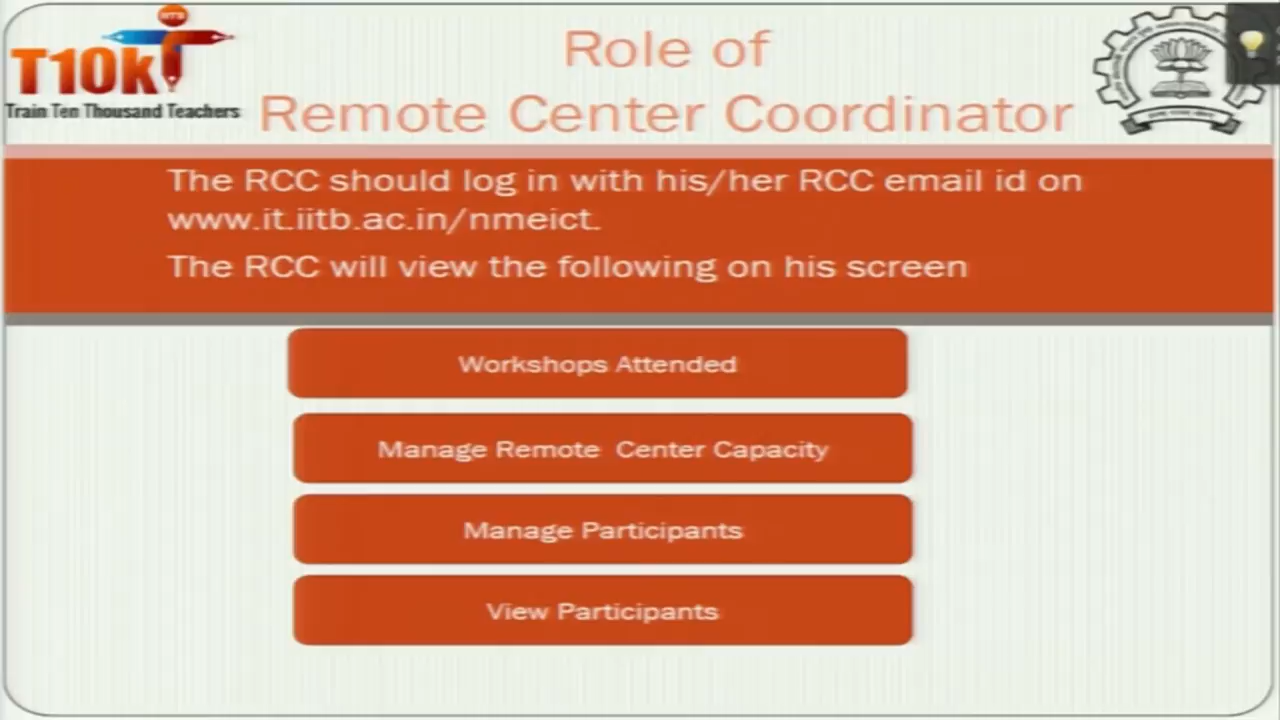 IITB
T10kT
Train Ten Thousand Teachers
Role of
Remote Center Coordinator
The RCC should log in with his/her RCC email id on
www.it.iitb.ac.in/nmeict.
The RCC will view the following on his screen
Workshops Attended
Manage Remote Center Capacity
Manage Participants
View Participants